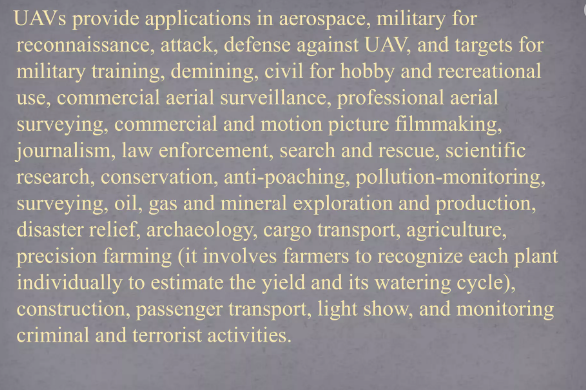 UAVs provide applications in aerospace, military for
reconnaissance, attack, defense against UAV, and targets for
military training, demining, civil for hobby and recreational
use, commercial aerial surveillance, professional aerial
surveying, commercial and motion picture filmmaking,
journalism, law enforcement, search and rescue, scientific
research, conservation, anti-poaching, pollution-monitoring,
surveying, oil, gas and mineral exploration and production,
disaster relief, archaeology, cargo transport, agriculture,
precision farming (it involves farmers to recognize each plant
individually to estimate the yield and its watering cycle),
construction, passenger transport, light show, and monitoring
criminal and terrorist activities.